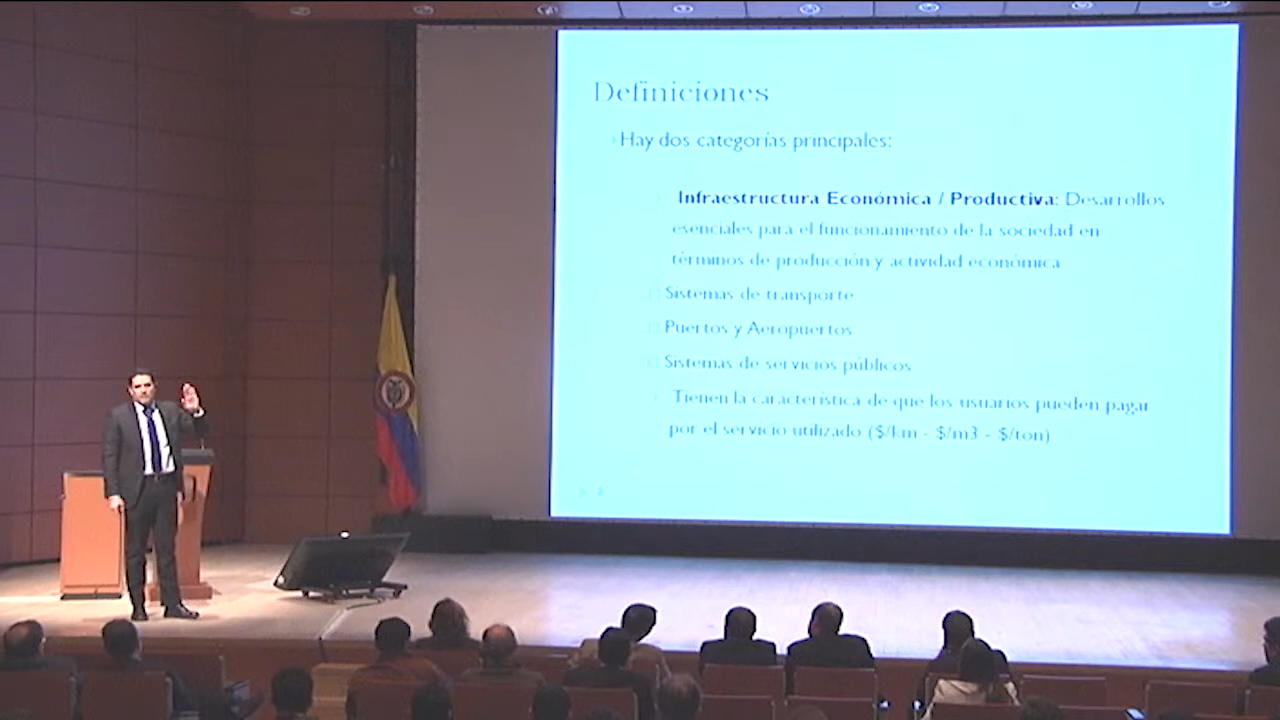 Definiciones
Hay dos categorías principales:
Infraestructura Económica / Productiva: Desarrollos
esenciales para el funcionamiento de la sociedad en
términos de producción y actividad económica
Sistemas de transporte
Puertos y Aeropuertos
Sistemas de servicios públicos
Tienen la característica de que los usuarios pueden pagar
por el servicio utilizado ($/km - $/m3 - $/ton)